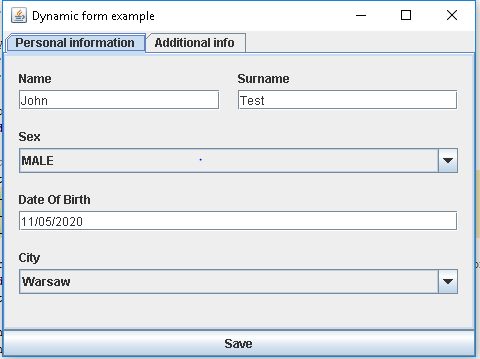 Dynamic form example
Personal information Additional info
Name Surname
John Test
Sex
MALE
Date Of Birth
11/05/2020
City
Warsaw
Save